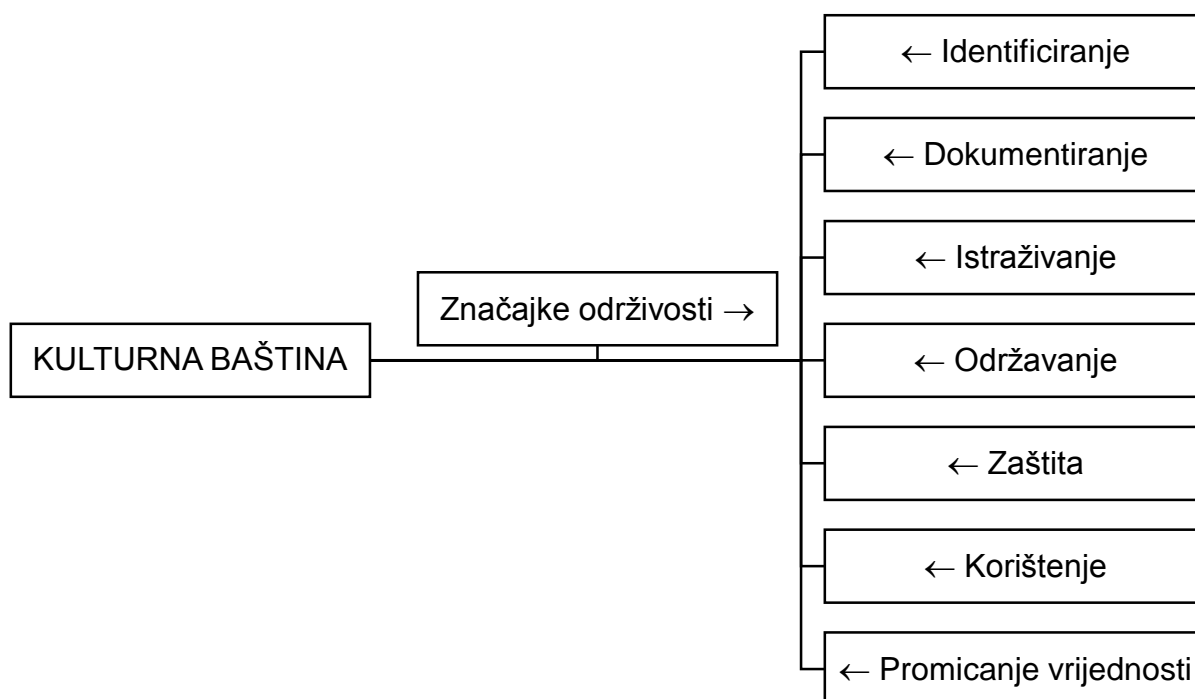 KULTURNA BAŠTINA
Značajke održivosti →
← Identificiranje
← Dokumentiranje
← Istraživanje
← Održavanje
← Zaštita
← Korištenje
← Promicanje vrijednosti